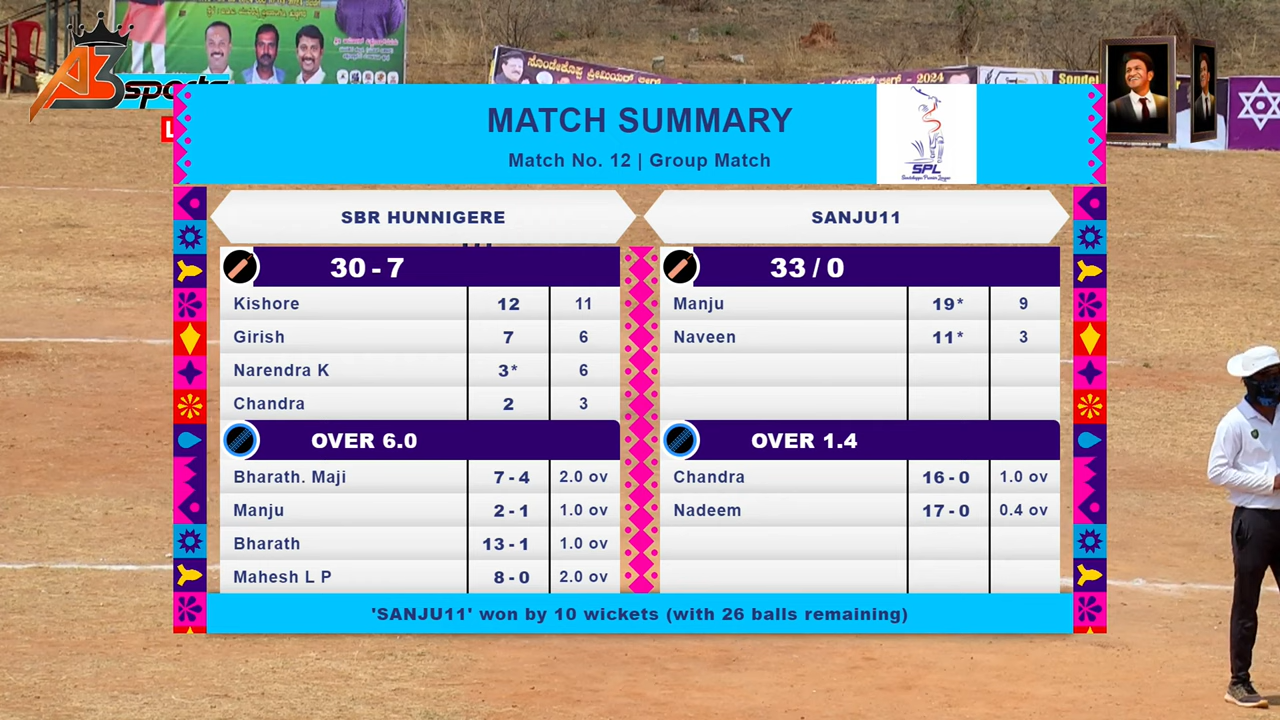 A3
sports
ಸೊಂಡೇಕೊಪ್ಪ ಪ್ರೀಮಿಯರ್ ಲೀಗ್
- 2024
Sondel
L
MATCH SUMMARY
Match No. 12 | Group Match
SPL
SBR HUNNIGERE
SANJU11
30 - 7
33 / 0
Kishore 12 11
Manju 19* 9
Girish 7 6
Naveen 11* 3
Narendra K 3* 6
Chandra 2 3
OVER 6.0
OVER 1.4
Bharath. Maji 7 - 4 2.0 ov
Chandra 16 - 0 1.0 ov
Manju 2 - 1 1.0 ov
Nadeem 17 - 0 0.4 ov
Bharath 13 - 1 1.0 ov
Mahesh L P 8 - 0 2.0 ov
'SANJU11' won by 10 wickets (with 26 balls remaining)